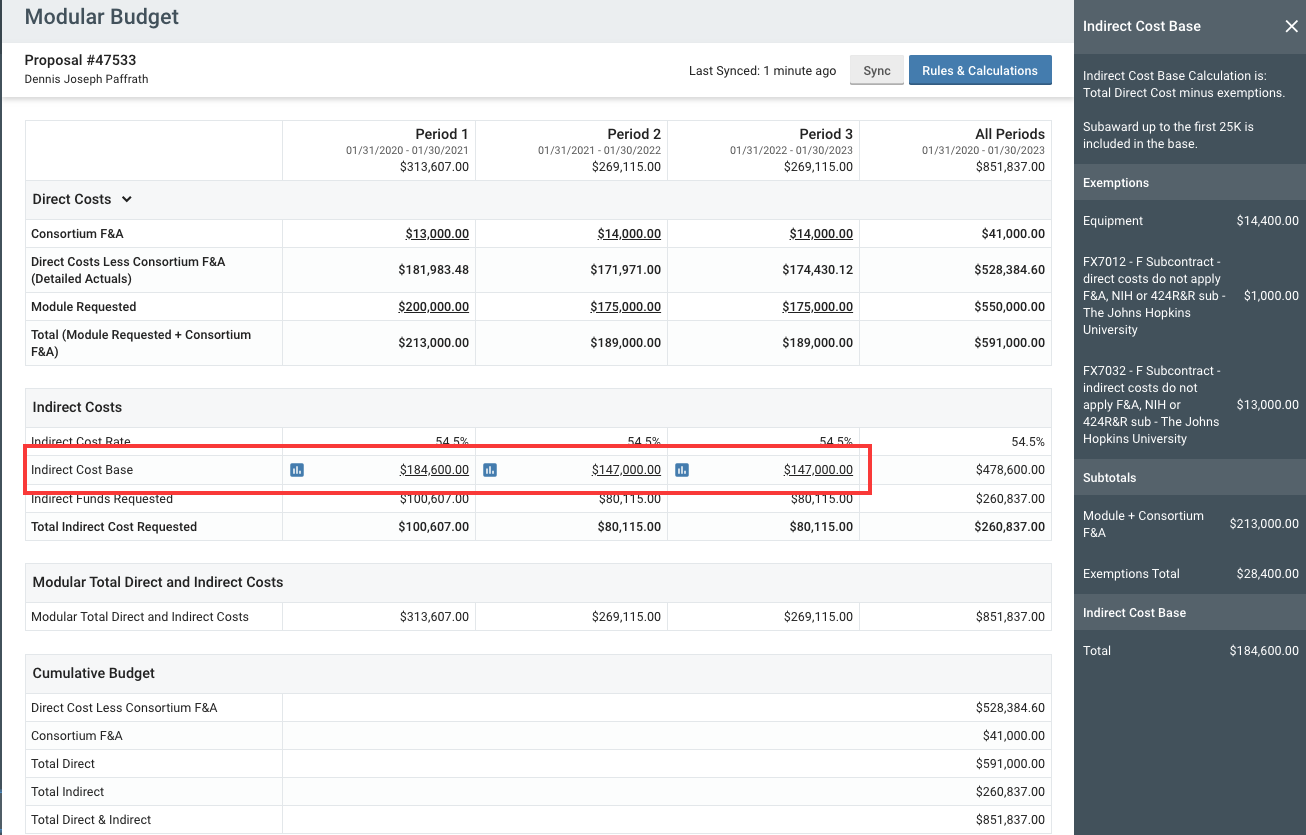 Modular Budget
Proposal #47533
Dennis Joseph Paffrath
Last Synced: 1 minute ago Sync Rules & Calculations
Period 1 Period 2 Period 3 All Periods
01/31/2020 - 01/30/2021 01/31/2021 - 01/30/2022 01/31/2022 - 01/30/2023 01/31/2020 - 01/30/2023
$313,607.00 $269,115.00 $269,115.00 $851,837.00
Direct Costs
Consortium F&A $13,000.00 $14,000.00 $14,000.00 $41,000.00
Direct Costs Less Consortium F&A
(Detailed Actuals) $181,983.48 $171,971.00 $174,430.12 $528,384.60
Module Requested $200,000.00 $175,000.00 $175,000.00 $550,000.00
Total (Module Requested + Consortium
F&A) $213,000.00 $189,000.00 $189,000.00 $591,000.00
Indirect Costs
Indirect Cost Rate 54.5% 54.5% 54.5% 54.5%
Indirect Cost Base $184,600.00 $147,000.00 $147,000.00 $478,600.00
Indirect Funds Requested $100,607.00 $80,115.00 $80,115.00 $260,837.00
Total Indirect Cost Requested $100,607.00 $80,115.00 $80,115.00 $260,837.00
Modular Total Direct and Indirect Costs
Modular Total Direct and Indirect Costs $313,607.00 $269,115.00 $269,115.00 $851,837.00
Cumulative Budget
Direct Cost Less Consortium F&A $528,384.60
Consortium F&A $41,000.00
Total Direct $591,000.00
Total Indirect $260,837.00
Total Direct & Indirect $851,837.00
Indirect Cost Base
Indirect Cost Base Calculation is:
Total Direct Cost minus exemptions.
Subaward up to the first 25K is
included in the base.
Exemptions
Equipment $14,400.00
FX7012 - F Subcontract -
direct costs do not apply
F&A, NIH or 424R&R sub - $1,000.00
The Johns Hopkins
University
FX7032 - F Subcontract -
indirect costs do not
apply F&A, NIH or $13,000.00
424R&R sub - The Johns
Hopkins University
Subtotals
Module + Consortium
F&A $213,000.00
Exemptions Total $28,400.00
Indirect Cost Base
Total $184,600.00